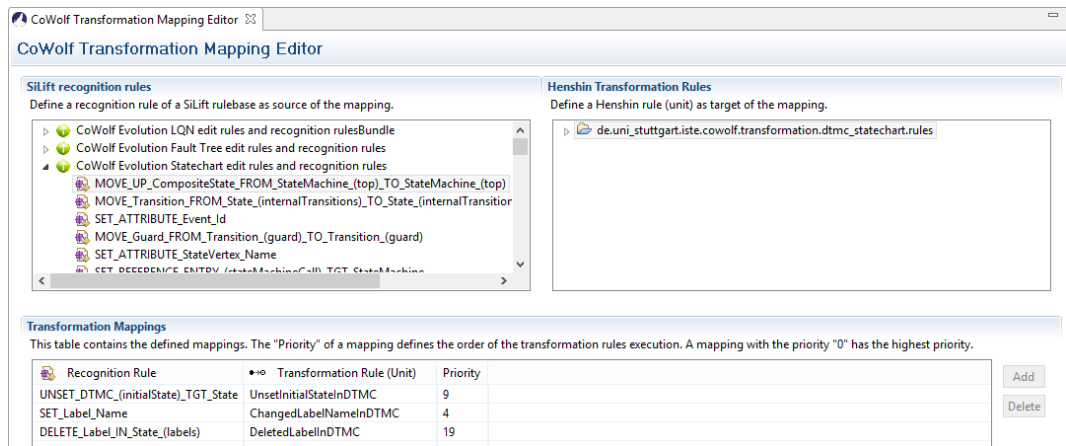 CoWolf Transformation Mapping Editor
CoWolf Transformation Mapping Editor
SiLift recognition rules
Define a recognition rule of a SiLift rulebase as source of the mapping.
CoWolf Evolution LQN edit rules and recognition rulesBundle
CoWolf Evolution Fault Tree edit rules and recognition rules
CoWolf Evolution Statechart edit rules and recognition rules
MOVE_UP_CompositeState_FROM_StateMachine_(top)_TO_StateMachine_(top)
MOVE_Transition_FROM_State_(internalTransitions)_TO_State_(internalTransition
SET_ATTRIBUTE_Event_Id
MOVE_Guard_FROM_Transition_(guard)_TO_Transition_(guard)
SET_ATTRIBUTE_StateVertex_Name
SET_REFERENCE_ENTRY_(stateMachineCall)_TGT_StateMachine
Henshin Transformation Rules
Define a Henshin rule (unit) as target of the mapping.
de.uni_stuttgart.iste.cowolf.transformation.dtmc_statechart.rules
Transformation Mappings
This table contains the defined mappings. The "Priority" of a mapping defines the order of the transformation rules execution. A mapping with the priority "0" has the highest priority.
Recognition Rule Transformation Rule (Unit) Priority
UNSET_DTMC_(initialState)_TGT_State UnsetInitialStateInDTMC 9
SET_Label_Name ChangedLabelNameInDTMC 4
DELETE_Label_IN_State_(labels) DeletedLabelInDTMC 19
Add
Delete